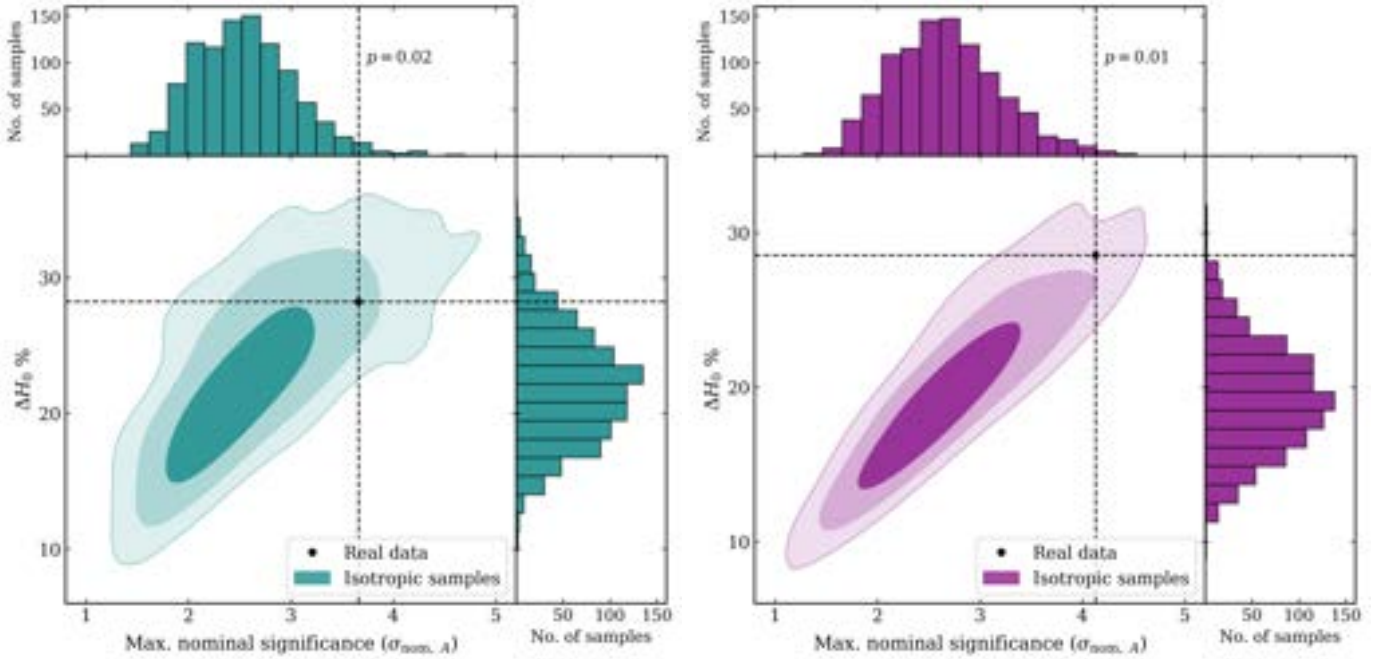 No. of samples
150
100
50
p = 0.02
ΔH₀ %
30
20
10
Real data
Isotropic samples
1 2 3 4 5
Max. nominal significance (σnom, A)
50 100 150
No. of samples
No. of samples
150
100
50
p = 0.01
ΔH₀ %
30
20
10
Real data
Isotropic samples
1 2 3 4 5
Max. nominal significance (σnom, A)
50 100 150
No. of samples